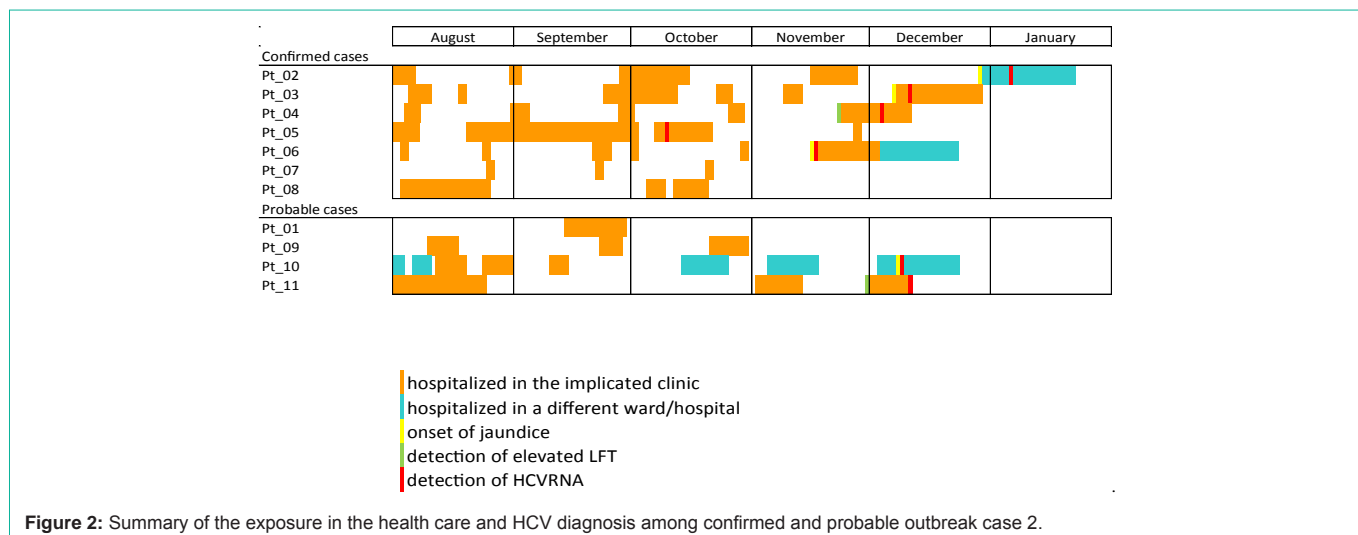 August September October November December January
Confirmed cases
Pt_02
Pt_03
Pt_04
Pt_05
Pt_06
Pt_07
Pt_08
Probable cases
Pt_01
Pt_09
Pt_10
Pt_11
hospitalized in the implicated clinic
hospitalized in a different ward/hospital
onset of jaundice
detection of elevated LFT
detection of HCVRNA
Figure 2: Summary of the exposure in the health care and HCV diagnosis among confirmed and probable outbreak case 2.